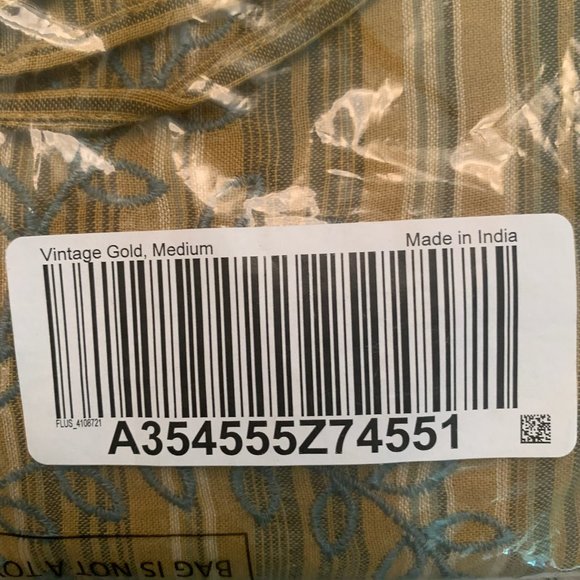 Vintage Gold, Medium
Made in India
FLUS_4108721
A354555Z74551
BAG IS NOT A TO